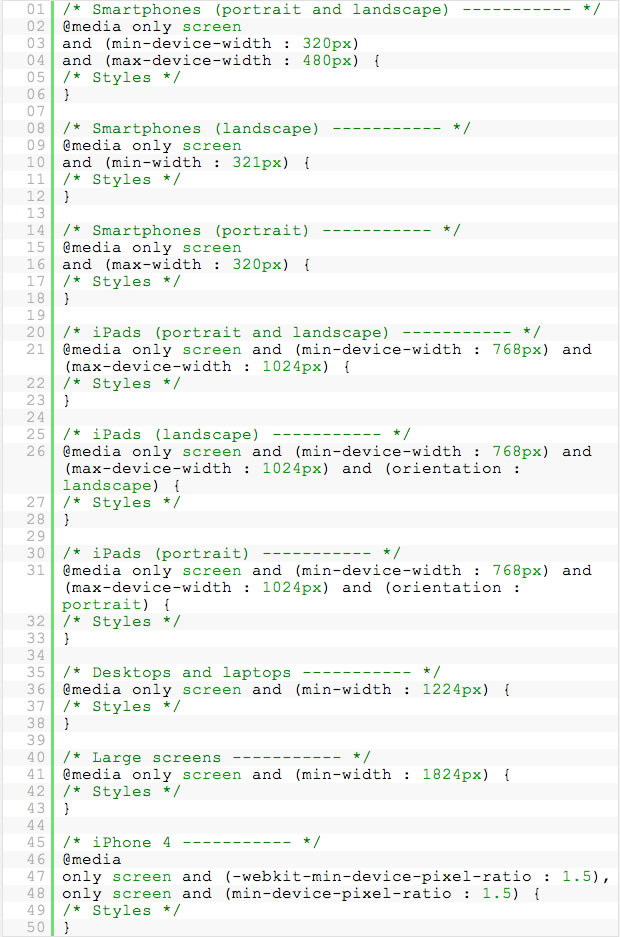 01 /* Smartphones (portrait and landscape) ----------- */
02 @media only screen
03 and (min-device-width : 320px)
04 and (max-device-width : 480px) {
05 /* Styles */
06 }
07
08 /* Smartphones (landscape) ----------- */
09 @media only screen
10 and (min-width : 321px) {
11 /* Styles */
12 }
13
14 /* Smartphones (portrait) ----------- */
15 @media only screen
16 and (max-width : 320px) {
17 /* Styles */
18 }
19
20 /* iPads (portrait and landscape) ----------- */
21 @media only screen and (min-device-width : 768px) and
(max-device-width : 1024px) {
22 /* Styles */
23 }
24
25 /* iPads (landscape) ----------- */
26 @media only screen and (min-device-width : 768px) and
(max-device-width : 1024px) and (orientation :
landscape) {
27 /* Styles */
28 }
29
30 /* iPads (portrait) ----------- */
31 @media only screen and (min-device-width : 768px) and
(max-device-width : 1024px) and (orientation :
portrait) {
32 /* Styles */
33 }
34
35 /* Desktops and laptops ----------- */
36 @media only screen and (min-width : 1224px) {
37 /* Styles */
38 }
39
40 /* Large screens ----------- */
41 @media only screen and (min-width : 1824px) {
42 /* Styles */
43 }
44
45 /* iPhone 4 ----------- */
46 @media
47 only screen and (-webkit-min-device-pixel-ratio : 1.5),
48 only screen and (min-device-pixel-ratio : 1.5) {
49 /* Styles */
50 }